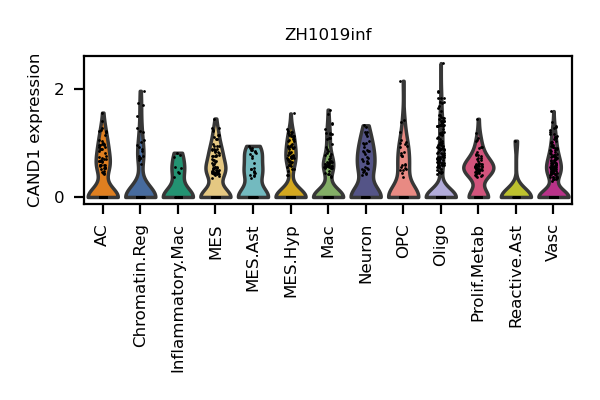 ZH1019inf
CAND1 expression
2
0
AC
Chromatin.Reg
Inflammatory.Mac
MES
MES.Ast
MES.Hyp
Mac
Neuron
OPC
Oligo
Prolif.Metab
Reactive.Ast
Vasc